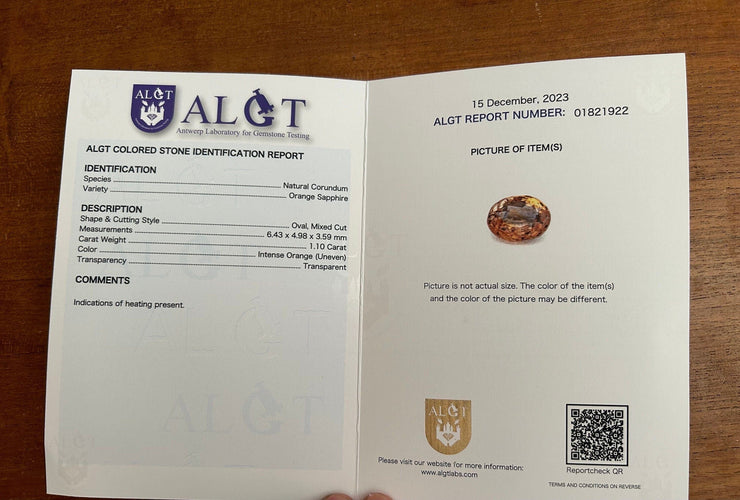 ALGT
ALGT
Antwerp Laboratory for Gemstone Testing
ALGT COLORED STONE IDENTIFICATION REPORT
IDENTIFICATION
Species Natural Corundum
Variety Orange Sapphire
DESCRIPTION
Shape & Cutting Style Oval, Mixed Cut
Measurements 6.43 x 4.98 x 3.59 mm
Carat Weight 1.10 Carat
Color Intense Orange (Uneven)
Transparency Transparent
COMMENTS
Indications of heating present.
15 December, 2023
ALGT REPORT NUMBER: 01821922
PICTURE OF ITEM(S)
Picture is not actual size. The color of the item(s)
and the color of the picture may be different.
ALGT
Please visit our website for more information:
www.algtlabs.com
Reportcheck QR
TERMS AND CONDITIONS ON REVERSE